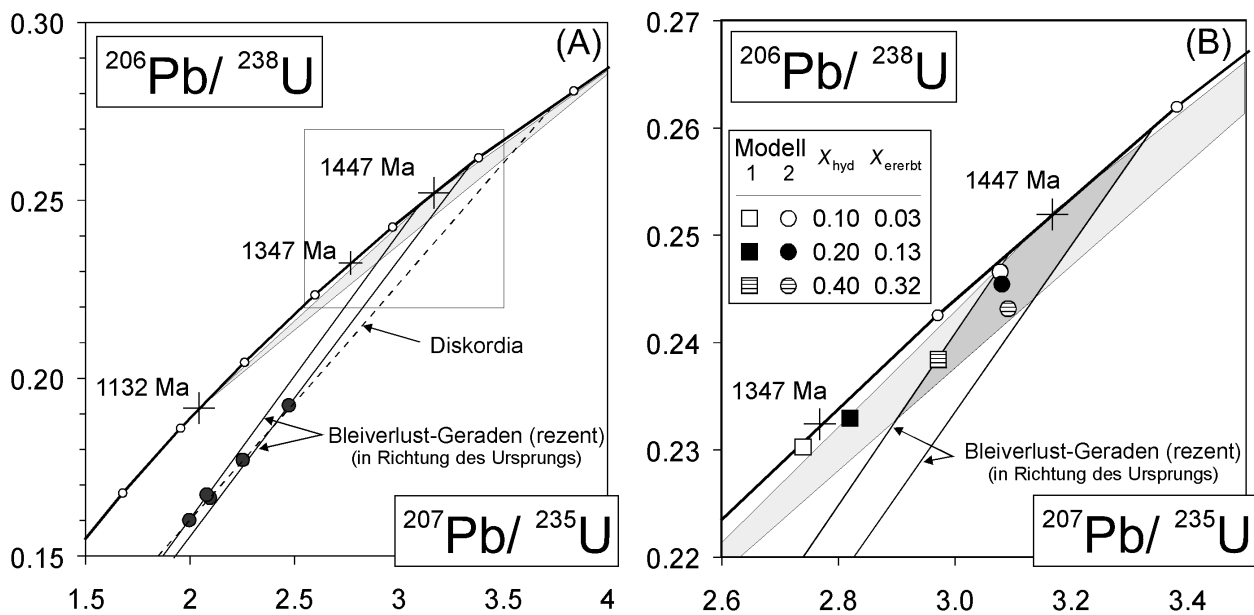 (A)
²⁰⁶Pb/ ²³⁸U
0.30
0.25
0.20
0.15
1447 Ma
1347 Ma
1132 Ma
Diskordia
Bleiverlust-Geraden (rezent)
(in Richtung des Ursprungs)
²⁰⁷Pb/ ²³⁵U
1.5 2 2.5 3 3.5 4
(B)
²⁰⁶Pb/ ²³⁸U
0.27
0.26
0.25
0.24
0.23
0.22
Modell Xhyd Xererbt
1 2
0.10 0.03
0.20 0.13
0.40 0.32
1447 Ma
1347 Ma
Bleiverlust-Geraden (rezent)
(in Richtung des Ursprungs)
²⁰⁷Pb/ ²³⁵U
2.6 2.8 3.0 3.2 3.4